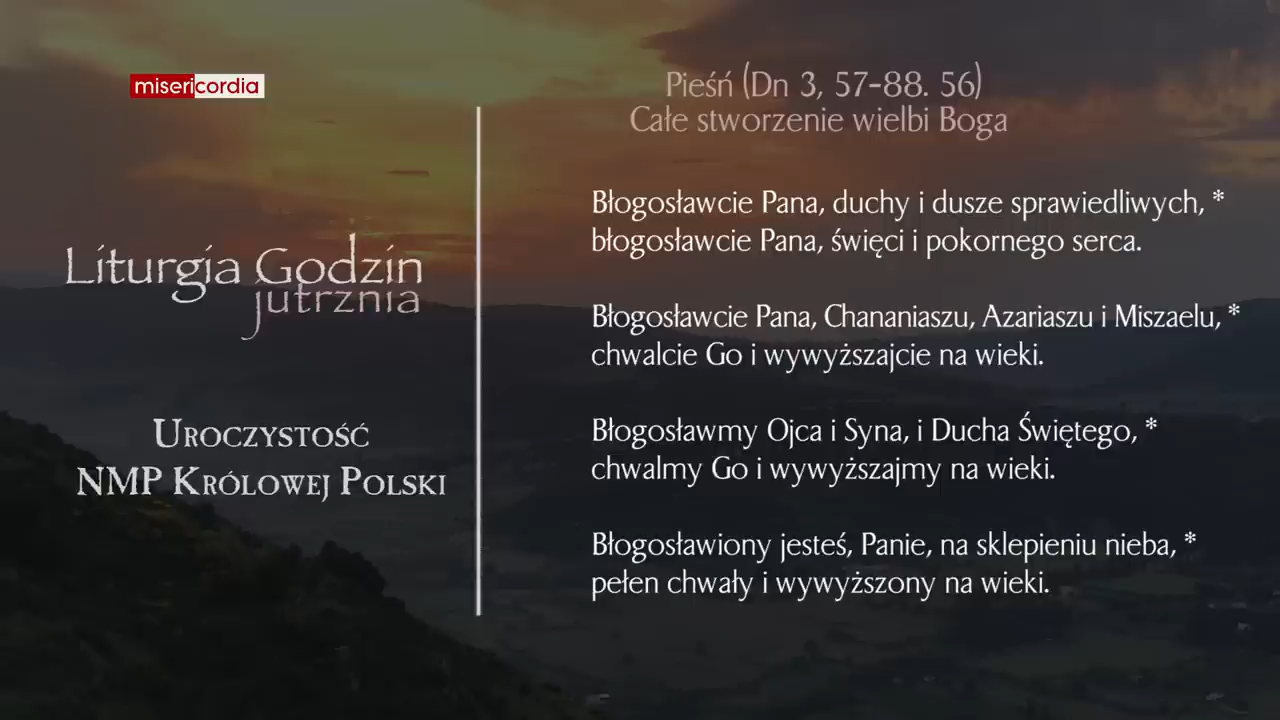 misericordia
Liturgia Godzin
jutrznia
Uroczystość
NMP Królowej Polski
Pieśń (Dn 3, 57-88. 56)
Całe stworzenie wielbi Boga
Błogosławcie Pana, duchy i dusze sprawiedliwych, *
błogosławcie Pana, święci i pokornego serca.
Błogosławcie Pana, Chananiaszu, Azariaszu i Miszaelu, *
chwalcie Go i wywyższajcie na wieki.
Błogosławmy Ojca i Syna, i Ducha Świętego, *
chwalmy Go i wywyższajmy na wieki.
Błogosławiony jesteś, Panie, na sklepieniu nieba, *
pełen chwały i wywyższony na wieki.